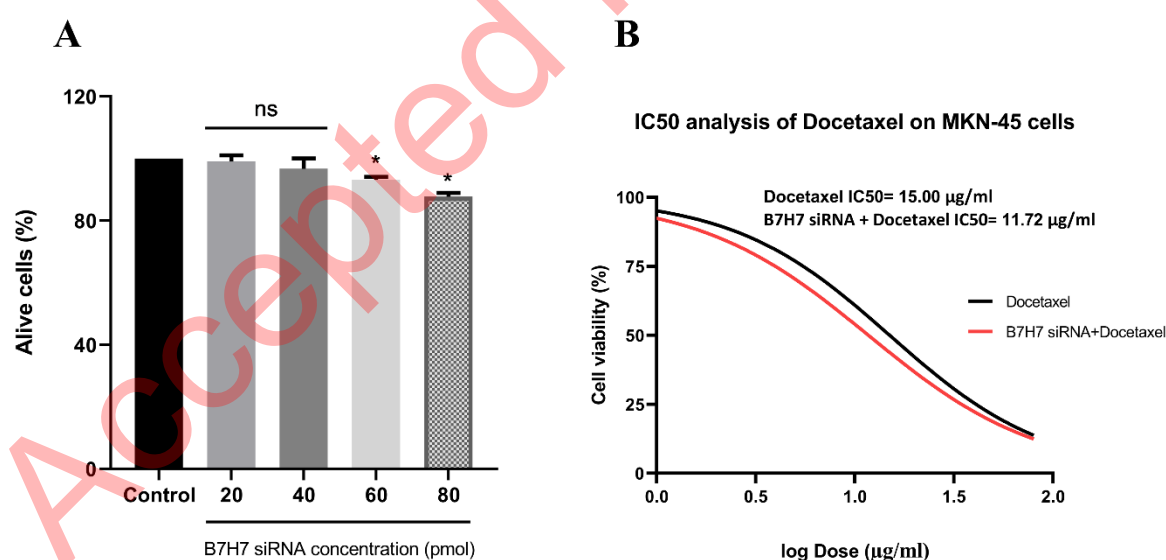 A
120
80
40
0
Alive cells (%)
ns
*
*
Control 20 40 60 80
B7H7 siRNA concentration (pmol)
B
IC50 analysis of Docetaxel on MKN-45 cells
Docetaxel IC50= 15.00 µg/ml
B7H7 siRNA + Docetaxel IC50= 11.72 µg/ml
100
75
50
25
0
Cell viability (%)
Docetaxel
B7H7 siRNA+Docetaxel
0.0 0.5 1.0 1.5 2.0
log Dose (µg/ml)
Accepted